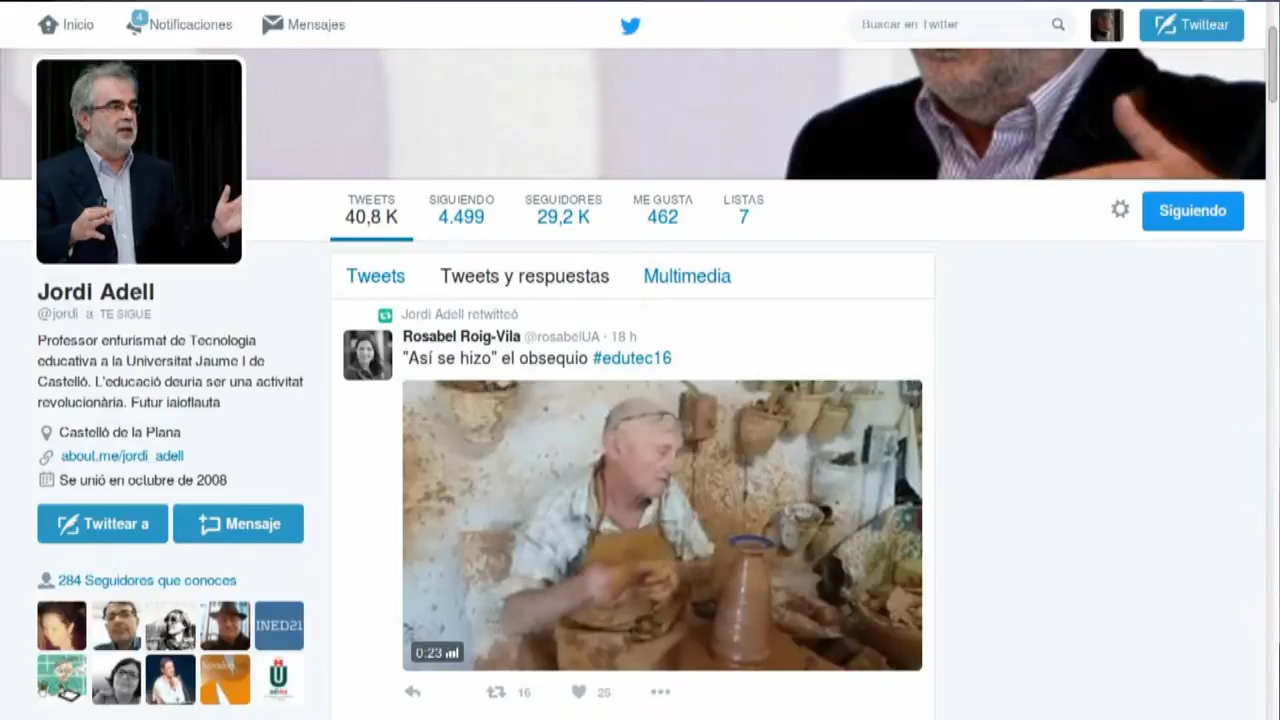 Inicio
4
Notificaciones
Mensajes
Buscar en Twitter
Twittear
TWEETS
40,8 K
SIGUIENDO
4.499
SEGUIDORES
29,2 K
ME GUSTA
462
LISTAS
7
Siguiendo
Jordi Adell
@jordi_a TE SIGUE
Professor enfurismat de Tecnologia
educativa a la Universitat Jaume I de
Castelló. L'educació deuria ser una activitat
revolucionària. Futur iaioflauta
Castelló de la Plana
about.me/jordi_adell
Se unió en octubre de 2008
Twittear a
Mensaje
284 Seguidores que conoces
INED21
Tweets
Tweets y respuestas
Multimedia
Jordi Adell retwitteó
Rosabel Roig-Vila @rosabelUA · 18 h
"Así se hizo" el obsequio #edutec16
0:23
16
25